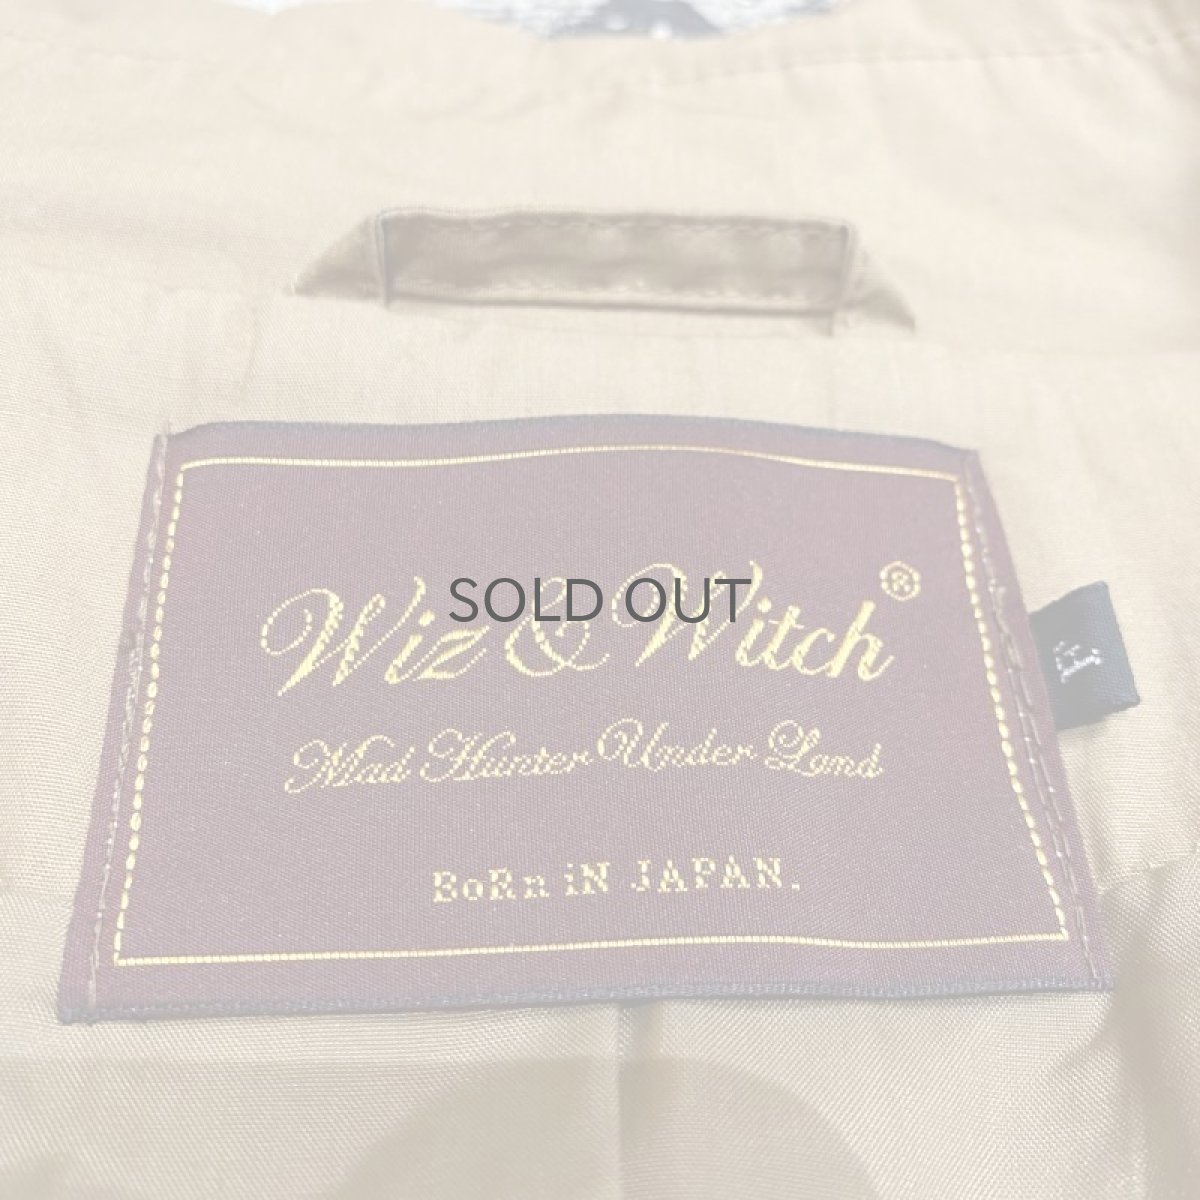 Wiz & Witch®
SOLD OUT
Mad Hunter Under Land
BoRn iN JAPAN.